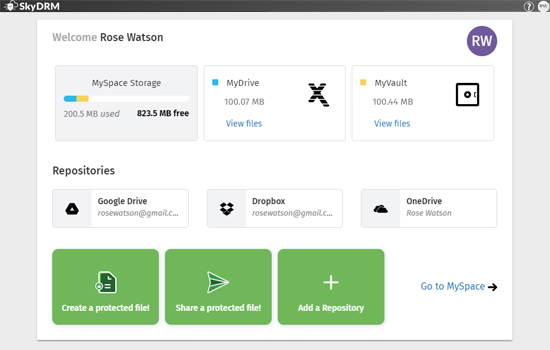 SkyDRM
?
RW
Welcome Rose Watson
RW
MySpace Storage
200.5 MB used
823.5 MB free
MyDrive
100.07 MB
View files
MyVault
100.44 MB
View files
Repositories
Google Drive
rosewatson@gmail.c...
Dropbox
rosewatson@gmail.c...
OneDrive
Rose Watson
Create a protected file!
Share a protected file!
Add a Repository
Go to MySpace